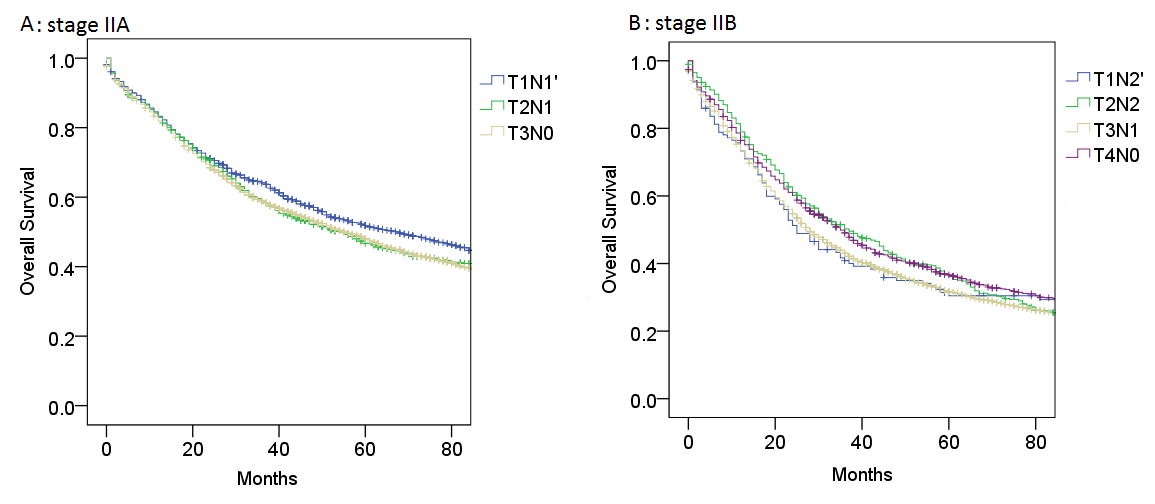 A: stage IIA
Overall Survival
1.0
0.8
0.6
0.4
0.2
0.0
0 20 40 60 80
Months
T1N1'
T2N1
T3N0
B: stage IIB
Overall Survival
1.0
0.8
0.6
0.4
0.2
0.0
0 20 40 60 80
Months
T1N2'
T2N2
T3N1
T4N0